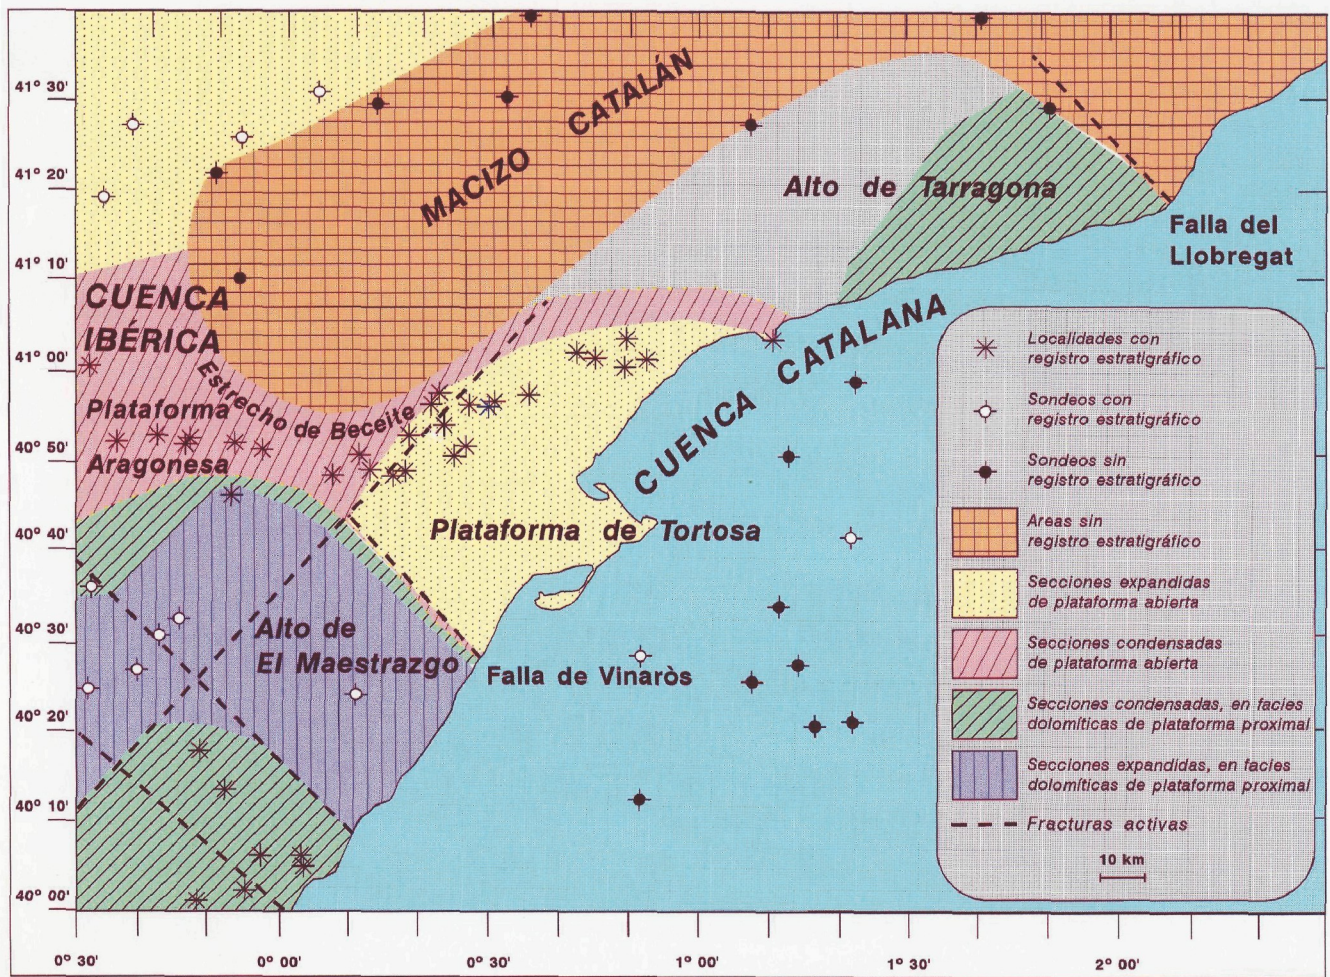 MACIZO CATALÁN
Alto de Tarragona
Falla del
Llobregat
CUENCA
IBÉRICA
Estrecho de Beceite
Plataforma
Aragonesa
CUENCA CATALANA
Plataforma de Tortosa
Alto de
El Maestrazgo
Falla de Vinaròs
Localidades con
registro estratigráfico
Sondeos con
registro estratigráfico
Sondeos sin
registro estratigráfico
Areas sin
registro estratigráfico
Secciones expandidas
de plataforma abierta
Secciones condensadas
de plataforma abierta
Secciones condensadas, en facies
dolomíticas de plataforma proximal
Secciones expandidas, en facies
dolomíticas de plataforma proximal
Fracturas activas
10 km
41° 30'
41° 20'
41° 10'
41° 00'
40° 50'
40° 40'
40° 30'
40° 20'
40° 10'
40° 00'
0° 30'
0° 00'
0° 30'
1° 00'
1° 30'
2° 00'